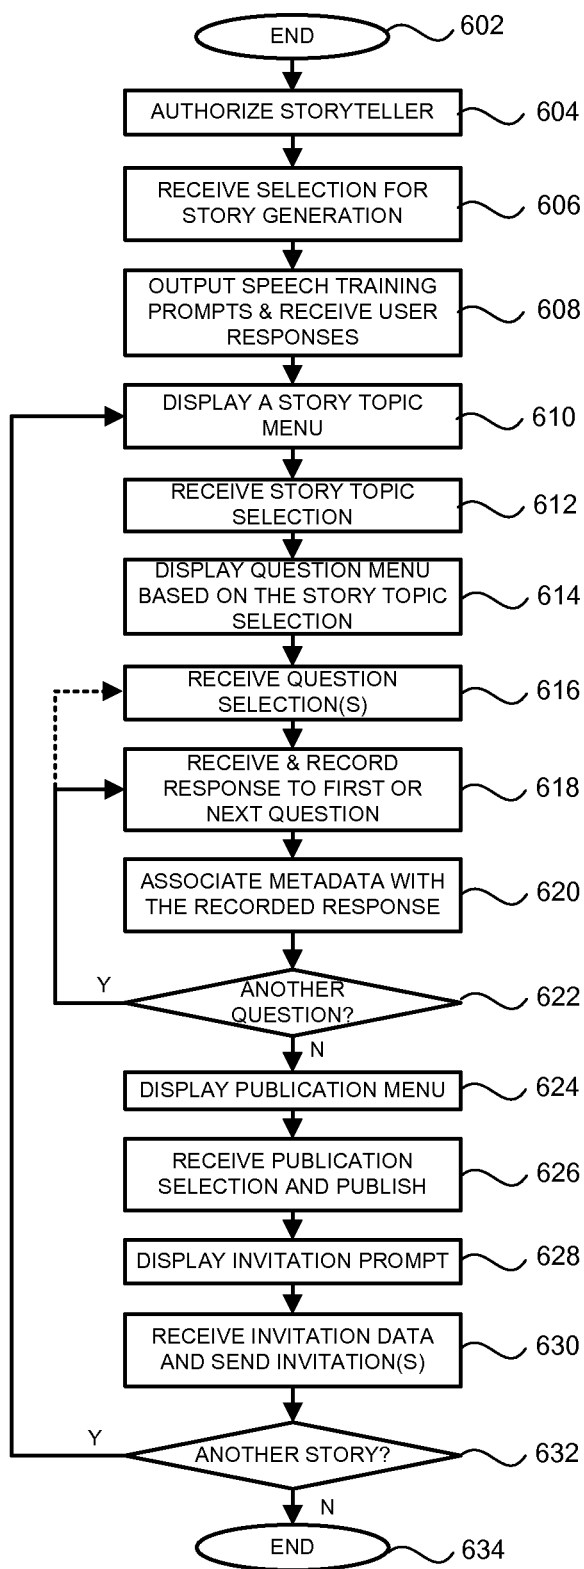 END
602
AUTHORIZE STORYTELLER
604
RECEIVE SELECTION FOR
STORY GENERATION
606
OUTPUT SPEECH TRAINING
PROMPTS & RECEIVE USER
RESPONSES
608
DISPLAY A STORY TOPIC
MENU
610
RECEIVE STORY TOPIC
SELECTION
612
DISPLAY QUESTION MENU
BASED ON THE STORY TOPIC
SELECTION
614
RECEIVE QUESTION
SELECTION(S)
616
RECEIVE & RECORD
RESPONSE TO FIRST OR
NEXT QUESTION
618
ASSOCIATE METADATA WITH
THE RECORDED RESPONSE
620
Y
ANOTHER
QUESTION?
622
N
DISPLAY PUBLICATION MENU
624
RECEIVE PUBLICATION
SELECTION AND PUBLISH
626
DISPLAY INVITATION PROMPT
628
RECEIVE INVITATION DATA
AND SEND INVITATION(S)
630
Y
ANOTHER STORY?
632
N
END
634